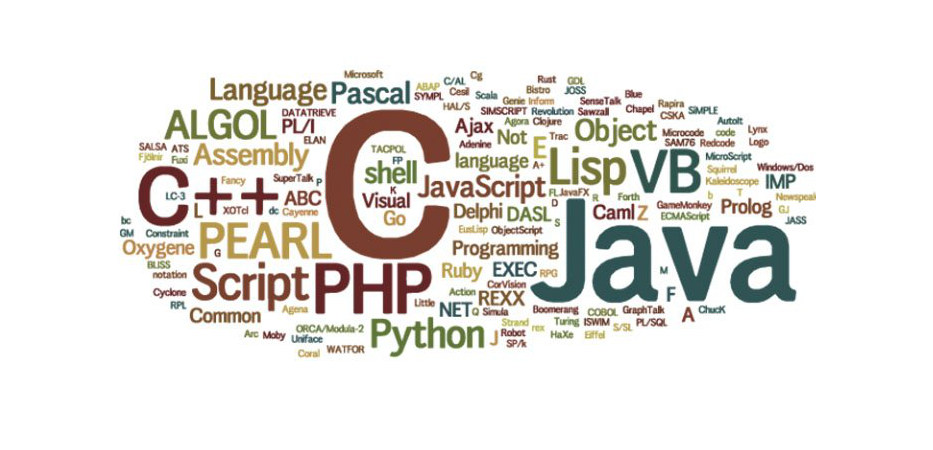 Microsoft
Language Pascal
ABAP C/AL Cg
Cesil Scala
SYMPL
HAL/S
Rust GDL
Bistro JOSS
Genie Inform
SIMSCRIPT Revolution
SenseTalk Blue
Sawzall Chapel Rapira
CSKA SiMPLE
ALGOL
DATATRIEVE
PL/I
ELAN
C
Ajax
Agora Clojure
Not
Adenine
Trac
Object
AutoIt
Microcode code Lynx
SAM76 Redcode Logo
SALSA ATS
Fjölnir Fuxi
Assembly
TACPOL
FP
shell
language
E
A+
Lisp
VB
MicroScript
Squirrel
Kaleidoscope
Windows/Dos
IMP
C++
LC-3
Fancy
SuperTalk P
L XOTcl dc
ABC
Cayenne
K
Visual
Go
JavaScript
FL JavaFX
R
D
S
Forth
b T
GameMonkey
ECMAScript
Newspeak
GJ
JASS
Delphi DASL
Caml Z
Prolog
bc
GM Constraint
Oxygene
PEARL
G
EusLisp ObjectScript
Programming
Java
M
F
BLISS
notation
Script
PHP
Ruby EXEC RPG
CorVision
Cyclone
RPL
Common
Agena
Little
Action
REXX
NET Q Simula
Boomerang COBOL GraphTalk
Turing ISWIM S/SL PL/SQL
A ChucK
Arc Moby
ORCA/Modula-2
Uniface
Coral WATFOR
Python
Strand rex
J Robot
SP/k
HaXe Eiffel